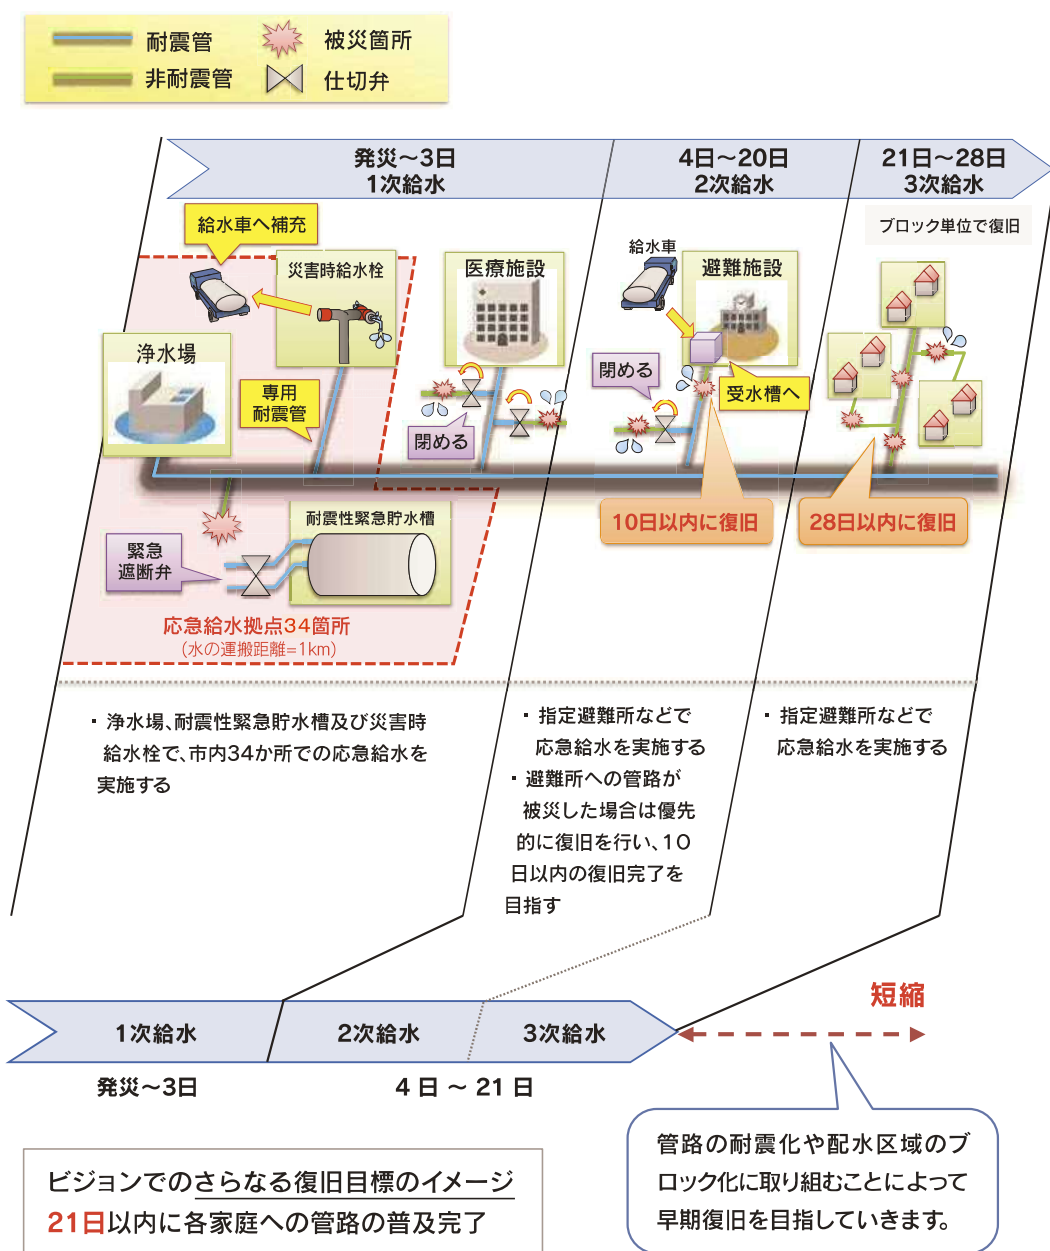 耐震管
被災箇所
非耐震管
仕切弁
発災～3日
1次給水
4日～20日
2次給水
21日～28日
3次給水
ブロック単位で復旧
給水車へ補充
災害時給水栓
医療施設
給水車
避難施設
浄水場
専用
耐震管
閉める
閉める
受水槽へ
10日以内に復旧
28日以内に復旧
耐震性緊急貯水槽
緊急
遮断弁
応急給水拠点34箇所
(水の運搬距離=1km)
・浄水場、耐震性緊急貯水槽及び災害時
給水栓で、市内34か所での応急給水を
実施する
・指定避難所などで
応急給水を実施する
・避難所への管路が
被災した場合は優先
的に復旧を行い、10
日以内の復旧完了を
目指す
・指定避難所などで
応急給水を実施する
短縮
1次給水
2次給水
3次給水
発災～3日
4日～21日
管路の耐震化や配水区域のブ
ロック化に取り組むことによって
早期復旧を目指していきます。
ビジョンでのさらなる復旧目標のイメージ
21日以内に各家庭への管路の普及完了